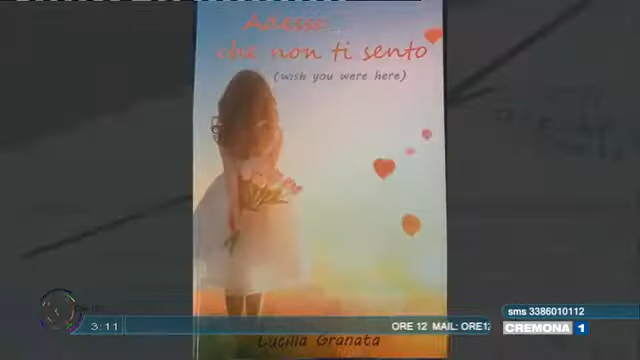 Adesso
che non ti sento
(wish you were here)
Lucilla Granata
sms 3386010112
3:11
ORE 12 MAIL: ORE12
CREMONA 1